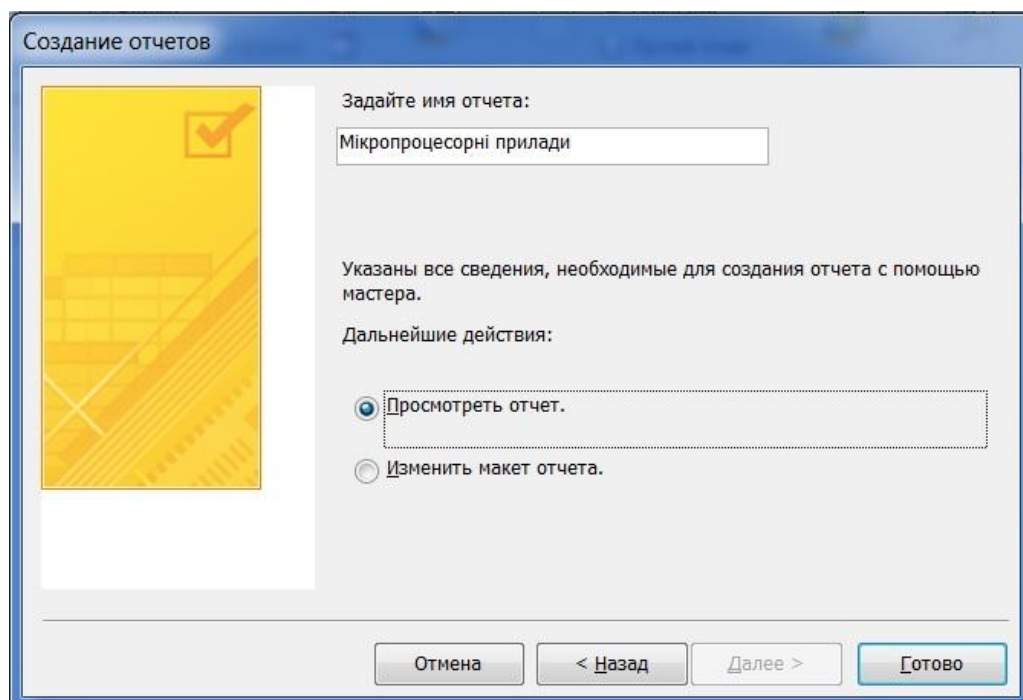 Создание отчетов
Задайте имя отчета:
Мікропроцесорні прилади
Указаны все сведения, необходимые для создания отчета с помощью
мастера.
Дальнейшие действия:
Просмотреть отчет.
Изменить макет отчета.
Отмена
< Назад
Далее >
Готово